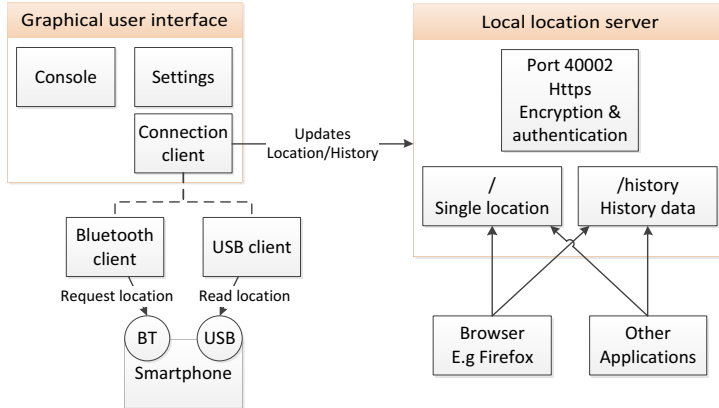 Graphical user interface
Console
Settings
Connection
client
Updates
Location/History
Bluetooth
client
USB client
Request location
Read location
BT
USB
Smartphone
Local location server
Port 40002
Https
Encryption &
authentication
/
Single location
/history
History data
Browser
E.g Firefox
Other
Applications